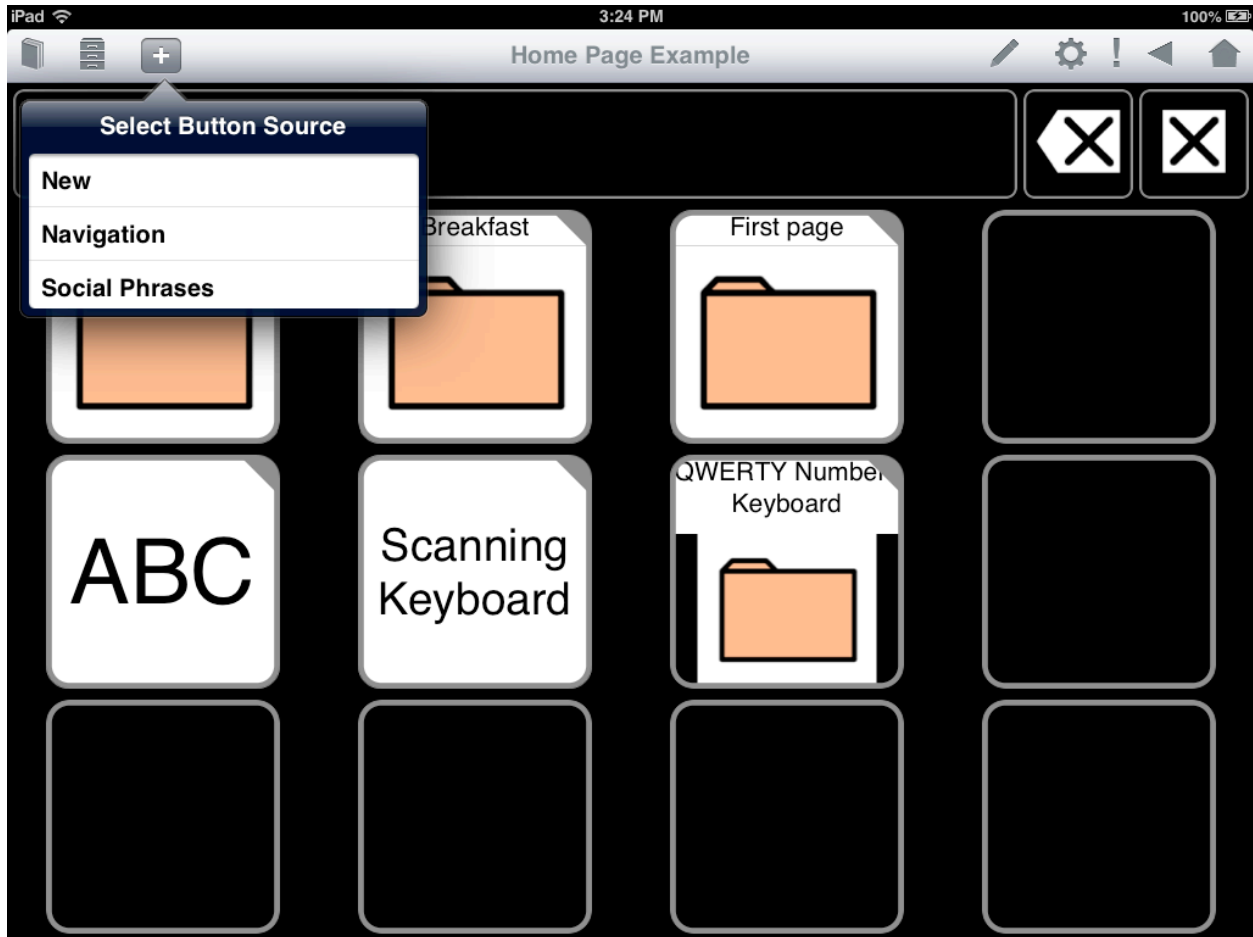 iPad 3:24 PM 100%
Home Page Example
Select Button Source
New
Navigation
Social Phrases
Breakfast First page
QWERTY Number
Keyboard
ABC
Scanning
Keyboard